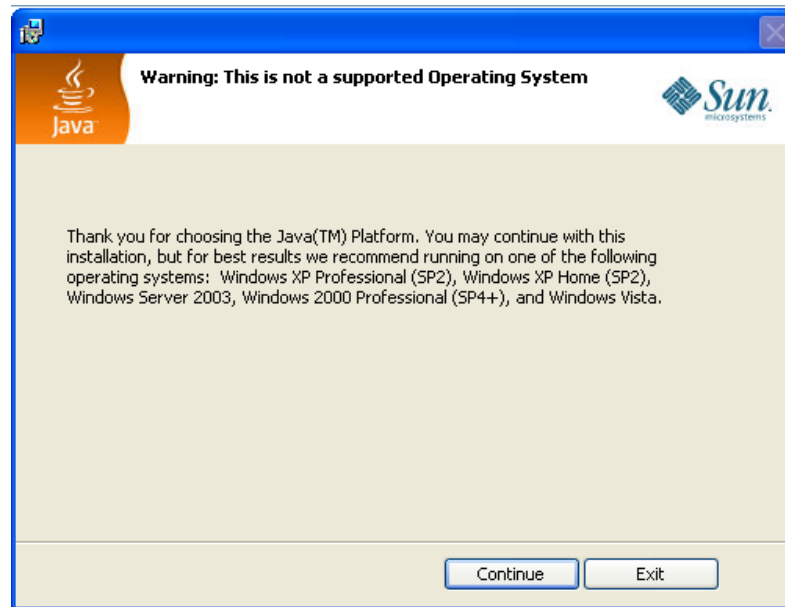 Warning: This is not a supported Operating System
Java™
Sun.
microsystems
Thank you for choosing the Java(TM) Platform. You may continue with this
installation, but for best results we recommend running on one of the following
operating systems:  Windows XP Professional (SP2), Windows XP Home (SP2),
Windows Server 2003, Windows 2000 Professional (SP4+), and Windows Vista.
Continue
Exit